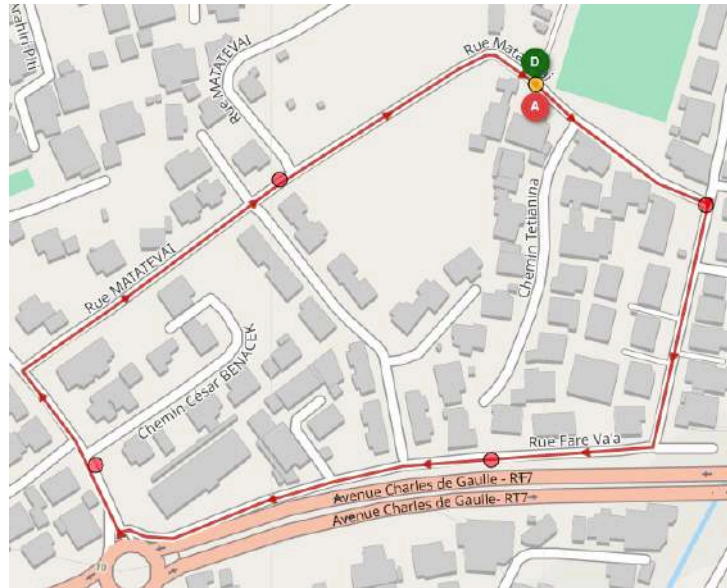 Rue MATATEVAI
D
A
Rue MATATEVAI
Chemin Tetianina
Chemin César BENACEK
Rue Fare Vaa
Avenue Charles de Gaulle - RT7
Avenue Charles de Gaulle- RT7